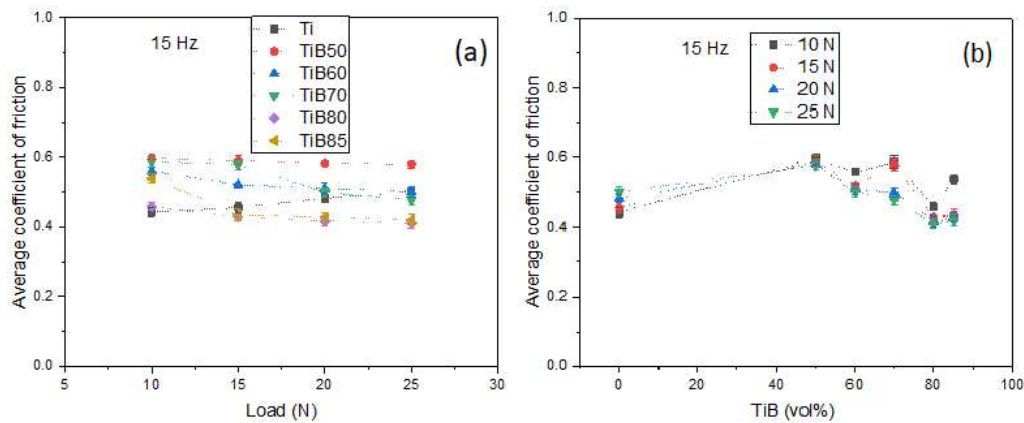 15 Hz
(a)
Ti
TiB50
TiB60
TiB70
TiB80
TiB85
Average coefficient of friction
1.0
0.8
0.6
0.4
0.2
0.0
5
10
15
20
25
30
Load (N)
15 Hz
(b)
10 N
15 N
20 N
25 N
Average coefficient of friction
1.0
0.8
0.6
0.4
0.2
0.0
0
20
40
60
80
100
TiB (vol%)